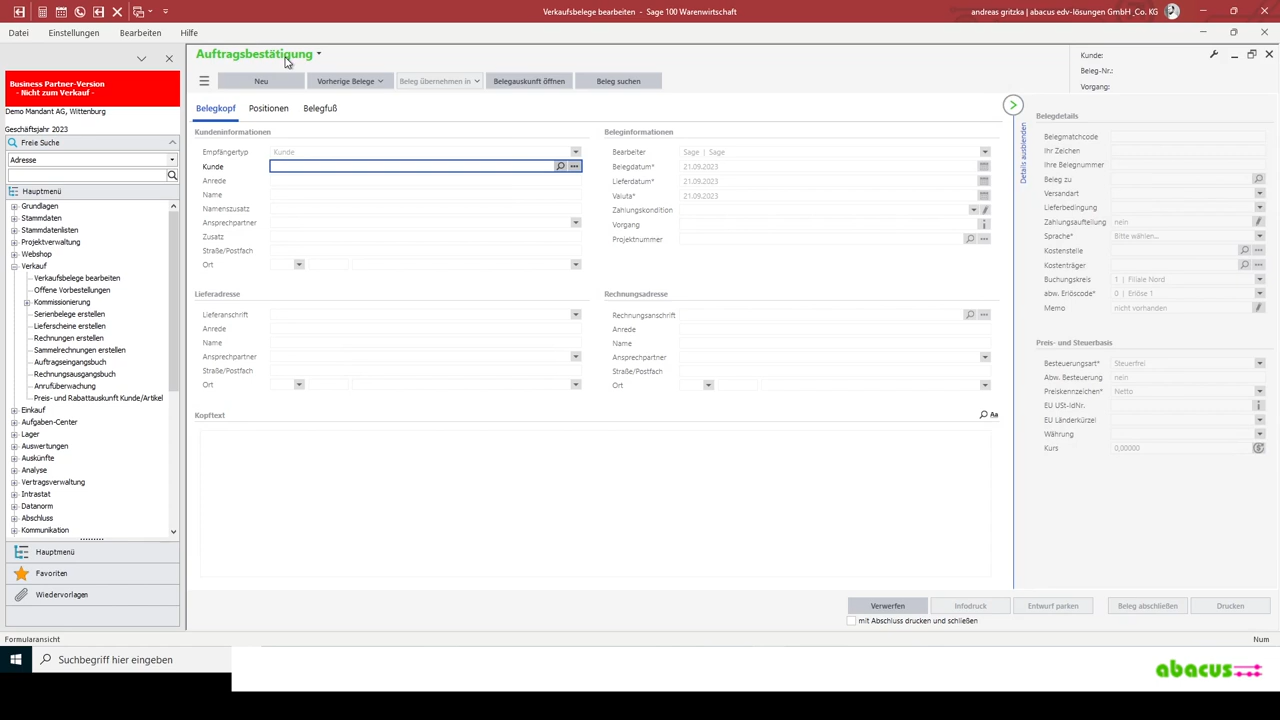 Verkaufsbelege bearbeiten - Sage 100 Warenwirtschaft
andreas gritzka | abacus edv-lösungen GmbH_Co. KG
Datei Einstellungen Bearbeiten Hilfe
Business Partner-Version
- Nicht zum Verkauf -
Demo Mandant AG, Wittenburg
Geschäftsjahr 2023
Freie Suche
Adresse
Hauptmenü
Grundlagen
Stammdaten
Stammdatenlisten
Projektverwaltung
Webshop
Verkauf
Verkaufsbelege bearbeiten
Offene Vorbestellungen
Kommissionierung
Serienbelege erstellen
Lieferscheine erstellen
Rechnungen erstellen
Sammelrechnungen erstellen
Auftragseingangsbuch
Rechnungsausgangsbuch
Anrufüberwachung
Preis- und Rabattauskunft Kunde/Artikel
Einkauf
Aufgaben-Center
Lager
Auswertungen
Auskünfte
Analyse
Vertragsverwaltung
Intrastat
Datanorm
Abschluss
Kommunikation
Hauptmenü
Favoriten
Wiedervorlagen
Auftragsbestätigung
Neu Vorherige Belege Beleg übernehmen in Belegauskunft öffnen Beleg suchen
Belegkopf Positionen Belegfuß
Kundeninformationen
Empfängertyp Kunde
Kunde
Anrede
Name
Namenszusatz
Ansprechpartner
Zusatz
Straße/Postfach
Ort
Beleginformationen
Bearbeiter Sage | Sage
Belegdatum* 21.09.2023
Lieferdatum* 21.09.2023
Valuta* 21.09.2023
Zahlungskondition
Vorgang
Projektnummer
Lieferadresse
Lieferanschrift
Anrede
Name
Ansprechpartner
Straße/Postfach
Ort
Rechnungsadresse
Rechnungsanschrift
Anrede
Name
Ansprechpartner
Straße/Postfach
Ort
Kopftext
Aa
Kunde:
Beleg-Nr.:
Vorgang:
Details ausblenden
Belegdetails
Belegmatchcode
Ihr Zeichen
Ihre Belegnummer
Beleg zu
Versandart
Lieferbedingung
Zahlungsaufteilung nein
Sprache* Bitte wählen...
Kostenstelle
Kostenträger
Buchungskreis 1 | Filiale Nord
abw. Erlöscode* 0 | Erlöse 1
Memo nicht vorhanden
Preis- und Steuerbasis
Besteuerungsart* Steuerfrei
Abw. Besteuerung nein
Preiskennzeichen* Netto
EU USt-IdNr.
EU Länderkürzel
Währung
Kurs 0,00000
Verwerfen Infodruck Entwurf parken Beleg abschließen Drucken
mit Abschluss drucken und schließen
Formularansicht Num
Suchbegriff hier eingeben
abacus